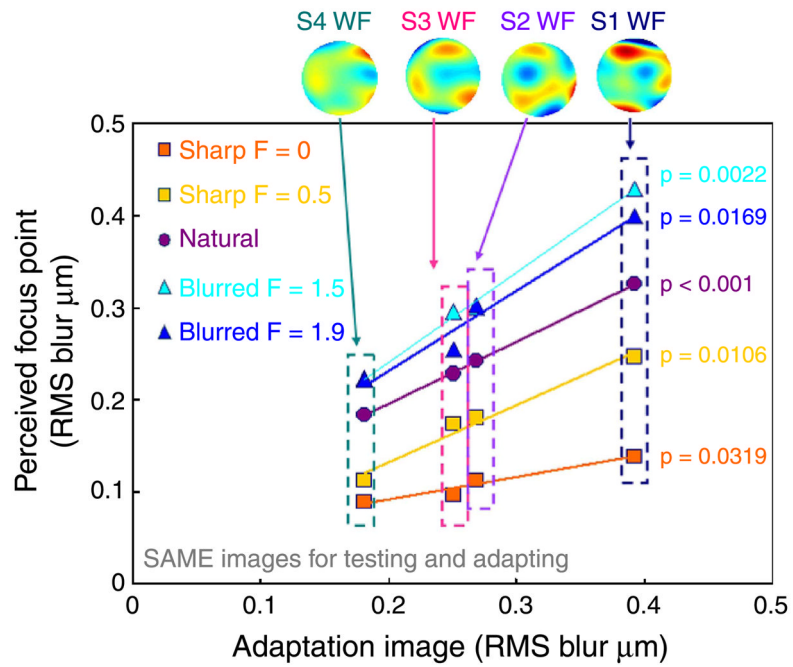 S4 WF
S3 WF
S2 WF
S1 WF
0.5
0.4
0.3
0.2
0.1
0
Perceived focus point
(RMS blur μm)
Sharp F = 0
Sharp F = 0.5
Natural
Blurred F = 1.5
Blurred F = 1.9
p = 0.0022
p = 0.0169
p < 0.001
p = 0.0106
p = 0.0319
SAME images for testing and adapting
0
0.1
0.2
0.3
0.4
0.5
Adaptation image (RMS blur μm)